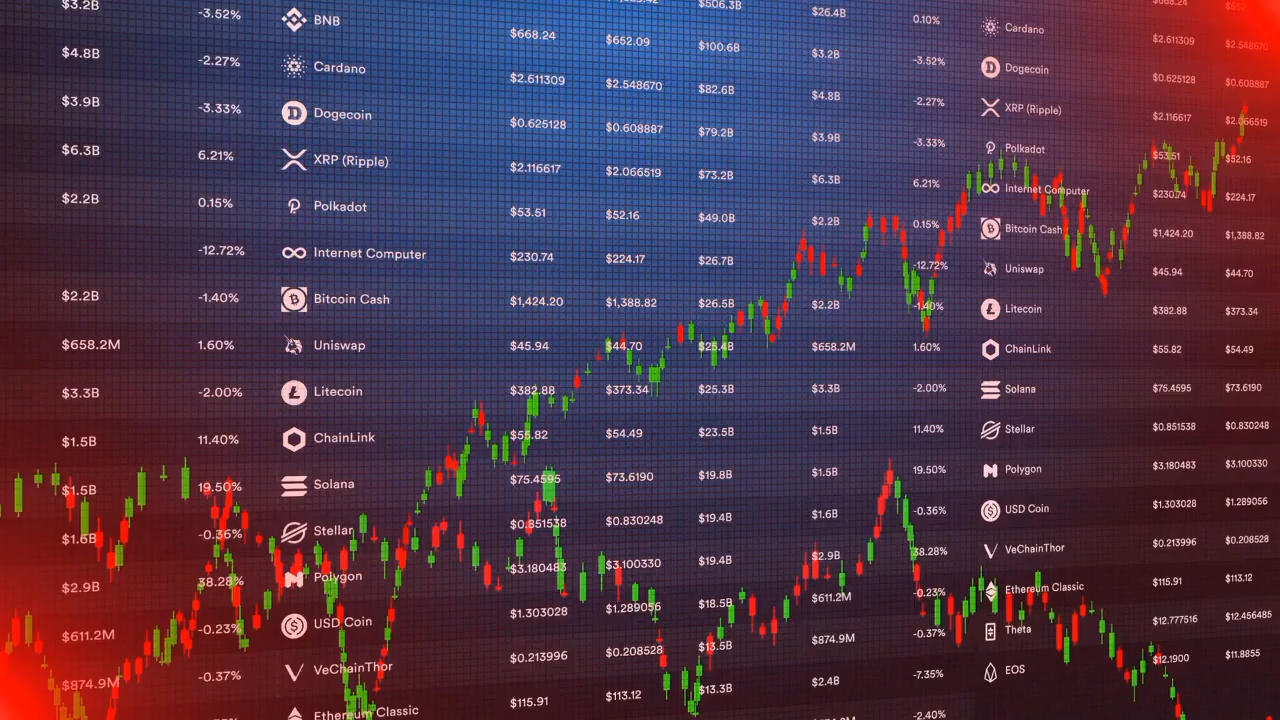 $506.3B $26.4B 0.10% Cardano $2.611309 $2.548670
$3.2B -3.52% BNB $668.24 $652.09 $100.6B $3.2B -3.52% Dogecoin $0.625128 $0.608887
$4.8B -2.27% Cardano $2.611309 $2.548670 $82.6B $4.8B -2.27% XRP (Ripple) $2.116617 $2.066519
$3.9B -3.33% Dogecoin $0.625128 $0.608887 $79.2B $3.9B -3.33% Polkadot $53.51 $52.16
$6.3B 6.21% XRP (Ripple) $2.116617 $2.066519 $73.2B $6.3B 6.21% Internet Computer $230.74 $224.17
$2.2B 0.15% Polkadot $53.51 $52.16 $49.0B $2.2B 0.15% Bitcoin Cash $1,424.20 $1,388.82
-12.72% Internet Computer $230.74 $224.17 $26.7B -12.72% Uniswap $45.94 $44.70
$2.2B -1.40% Bitcoin Cash $1,424.20 $1,388.82 $26.5B $2.2B -1.40% Litecoin $382.88 $373.34
$658.2M 1.60% Uniswap $45.94 $44.70 $25.4B $658.2M 1.60% ChainLink $55.82 $54.49
$3.3B -2.00% Litecoin $382.88 $373.34 $25.3B $3.3B -2.00% Solana $75.4595 $73.6190
$1.5B 11.40% ChainLink $55.82 $54.49 $23.5B $1.5B 11.40% Stellar $0.851538 $0.830248
$1.5B 19.50% Solana $75.4595 $73.6190 $19.8B $1.5B 19.50% Polygon $3.180483 $3.100330
$1.6B -0.36% Stellar $0.851538 $0.830248 $19.4B $1.6B -0.36% USD Coin $1.303028 $1.289056
$2.9B 38.28% Polygon $3.180483 $3.100330 $19.4B $2.9B 38.28% VeChainThor $0.213996 $0.208528
$611.2M -0.23% USD Coin $1.303028 $1.289056 $18.5B $611.2M -0.23% Ethereum Classic $115.91 $113.12
$874.9M -0.37% VeChainThor $0.213996 $0.208528 $13.5B $874.9M -0.37% Theta $12.777516 $12.456485
Ethereum Classic $115.91 $113.12 $13.3B $2.4B -7.35% EOS $12.1900 $11.8855
-2.40%